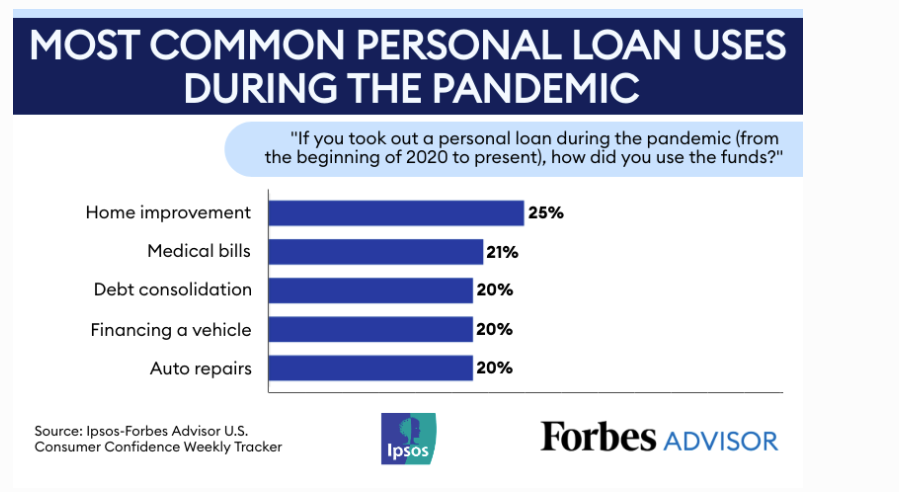 MOST COMMON PERSONAL LOAN USES
DURING THE PANDEMIC
"If you took out a personal loan during the pandemic (from
the beginning of 2020 to present), how did you use the funds?"
Home improvement 25%
Medical bills 21%
Debt consolidation 20%
Financing a vehicle 20%
Auto repairs 20%
Source: Ipsos-Forbes Advisor U.S.
Consumer Confidence Weekly Tracker
Ipsos
Forbes ADVISOR